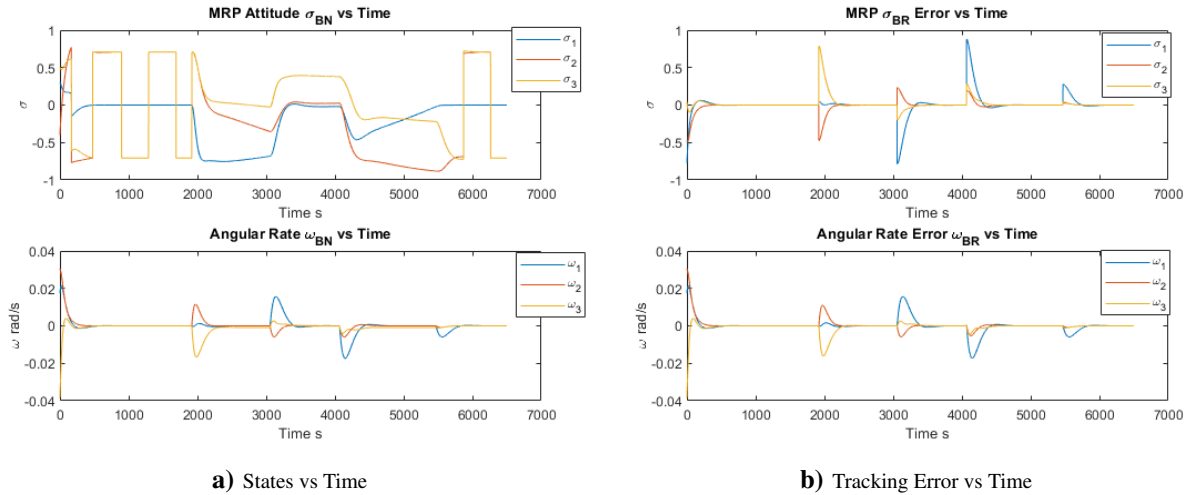 MRP Attitude σBN vs Time
1
0.5
0
-0.5
-1
σ
0 1000 2000 3000 4000 5000 6000 7000
Time s
σ1
σ2
σ3
Angular Rate ωBN vs Time
0.04
0.02
0
-0.02
-0.04
ω rad/s
0 1000 2000 3000 4000 5000 6000 7000
Time s
ω1
ω2
ω3
a) States vs Time
MRP σBR Error vs Time
1
0.5
0
-0.5
-1
σ
0 1000 2000 3000 4000 5000 6000 7000
Time s
σ1
σ2
σ3
Angular Rate Error ωBR vs Time
0.04
0.02
0
-0.02
-0.04
ω rad/s
0 1000 2000 3000 4000 5000 6000 7000
Time s
ω1
ω2
ω3
b) Tracking Error vs Time